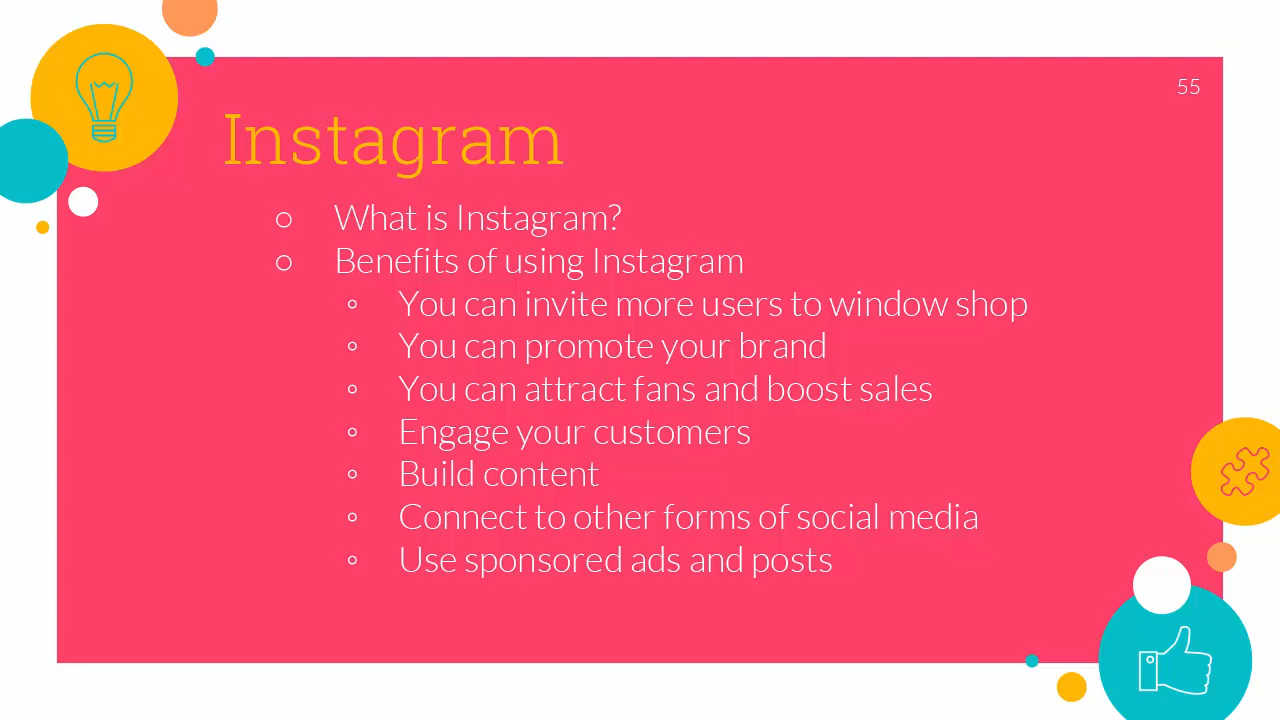 55
Instagram
○ What is Instagram?
○ Benefits of using Instagram
◦ You can invite more users to window shop
◦ You can promote your brand
◦ You can attract fans and boost sales
◦ Engage your customers
◦ Build content
◦ Connect to other forms of social media
◦ Use sponsored ads and posts